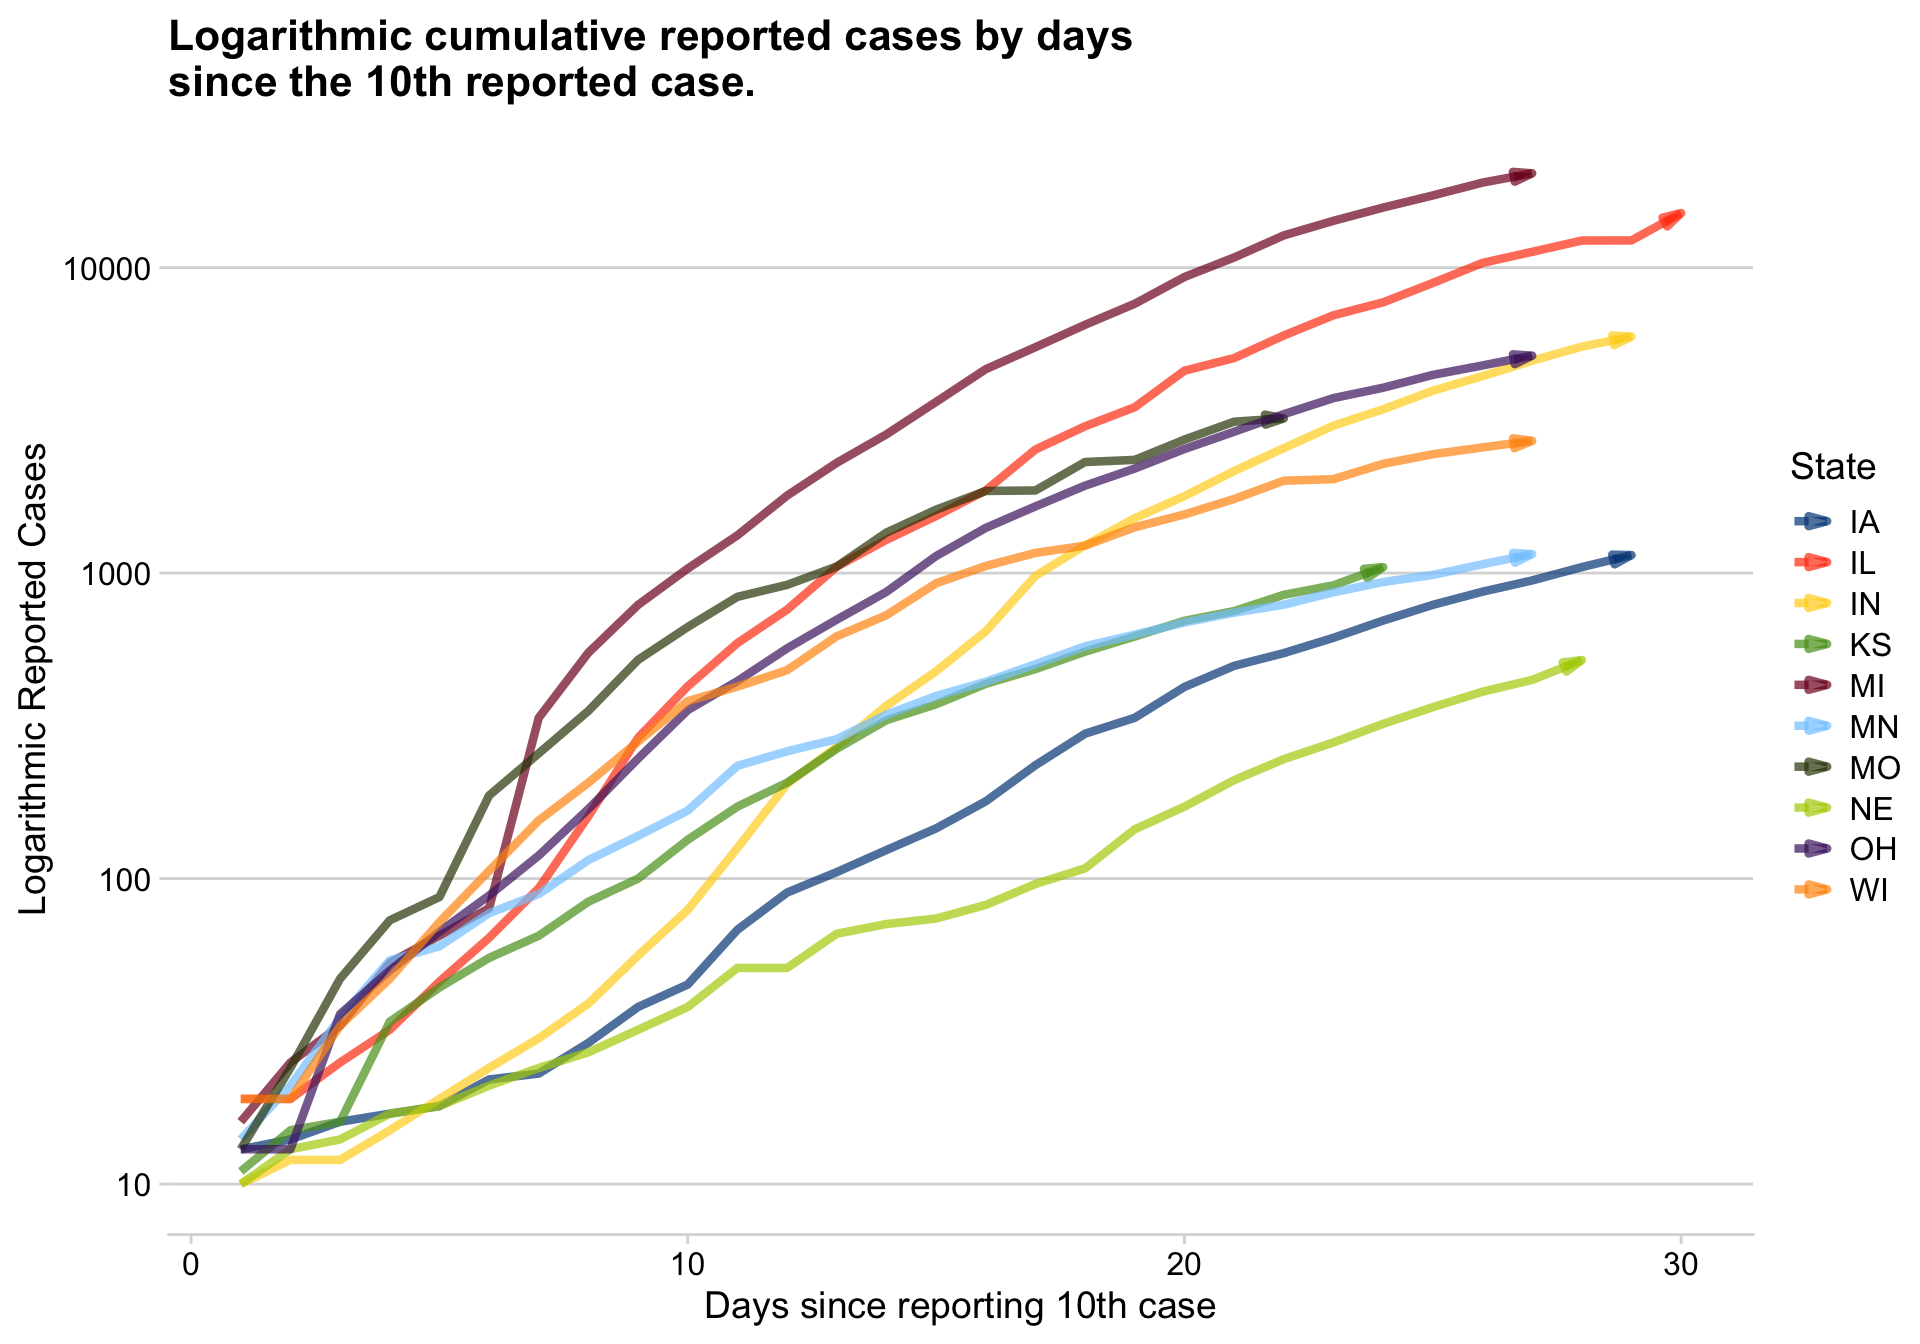 Logarithmic cumulative reported cases by days
since the 10th reported case.
Logarithmic Reported Cases
10000
1000
100
10
0
10
20
30
Days since reporting 10th case
State
IA
IL
IN
KS
MI
MN
MO
NE
OH
WI